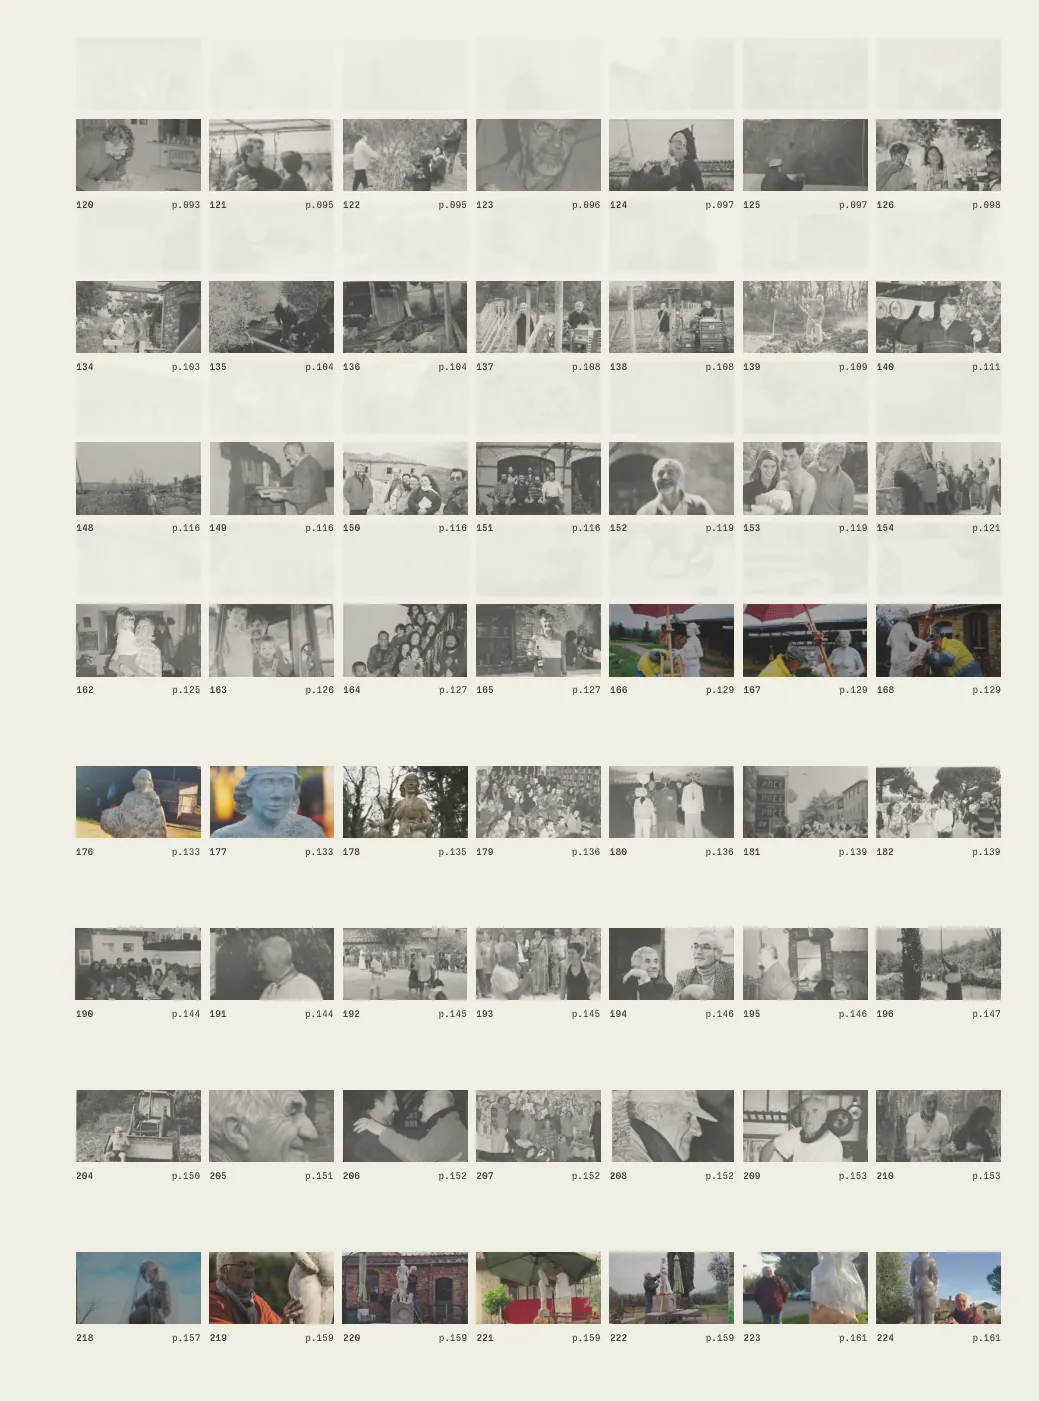 120 p.093 121 p.095 122 p.095 123 p.096 124 p.097 125 p.097 126 p.098
134 p.103 135 p.104 136 p.104 137 p.108 138 p.108 139 p.109 140 p.111
148 p.116 149 p.116 150 p.116 151 p.116 152 p.119 153 p.119 154 p.121
162 p.125 163 p.126 164 p.127 165 p.127 166 p.129 167 p.129 168 p.129
PACE
PACE
PACE
176 p.133 177 p.133 178 p.135 179 p.136 180 p.136 181 p.139 182 p.139
190 p.144 191 p.144 192 p.145 193 p.145 194 p.146 195 p.146 196 p.147
204 p.150 205 p.151 206 p.152 207 p.152 208 p.152 209 p.153 210 p.153
218 p.157 219 p.159 220 p.159 221 p.159 222 p.159 223 p.161 224 p.161